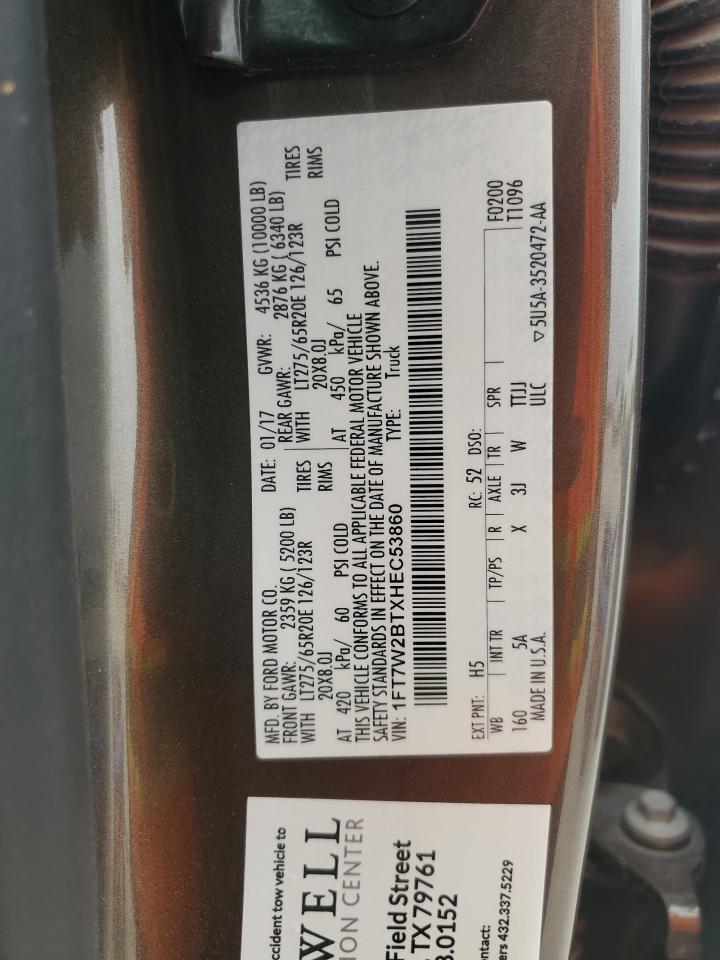 MFD. BY FORD MOTOR CO. DATE: 01/17 GVWR: 4536 KG (10000 LB)
FRONT GAWR: 2359 KG ( 5200 LB) REAR GAWR: 2876 KG ( 6340 LB)
WITH LT275/65R20E 126/123R TIRES WITH LT275/65R20E 126/123R TIRES
20X8.0J RIMS 20X8.0J RIMS
AT 420 kPa/ 60 PSI COLD AT 450 kPa/ 65 PSI COLD
THIS VEHICLE CONFORMS TO ALL APPLICABLE FEDERAL MOTOR VEHICLE
SAFETY STANDARDS IN EFFECT ON THE DATE OF MANUFACTURE SHOWN ABOVE.
VIN: 1FT7W2BTXHEC53860 TYPE: Truck
EXT PNT: H5 RC: 52 DSO:
WB INT TR TP/PS R AXLE TR SPR F0200
160 5A X 3J W TTJJ T1096
MADE IN U.S.A. ULC ▽5U5A-3520472-AA
ccident tow vehicle to
WELL
ION CENTER
Field Street
TX 79761
.0152
ontact:
ers 432.337.5229